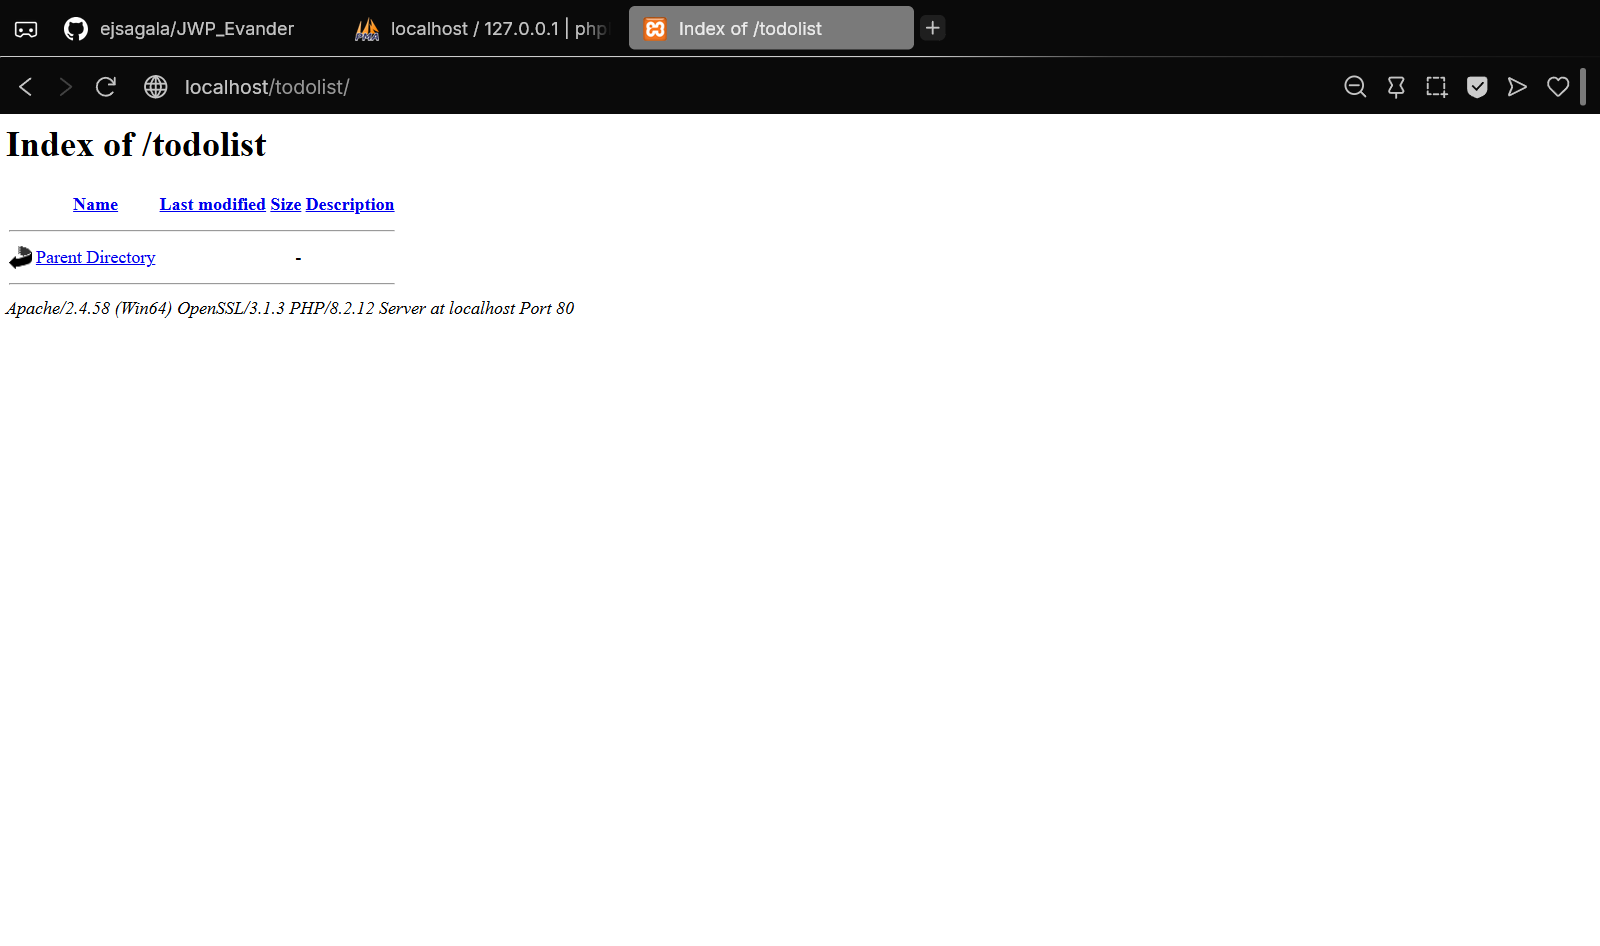 ejsagala/JWP_Evander
localhost / 127.0.0.1 | php
Index of /todolist
localhost/todolist/
Index of /todolist
Name Last modified Size Description
Parent Directory -
Apache/2.4.58 (Win64) OpenSSL/3.1.3 PHP/8.2.12 Server at localhost Port 80